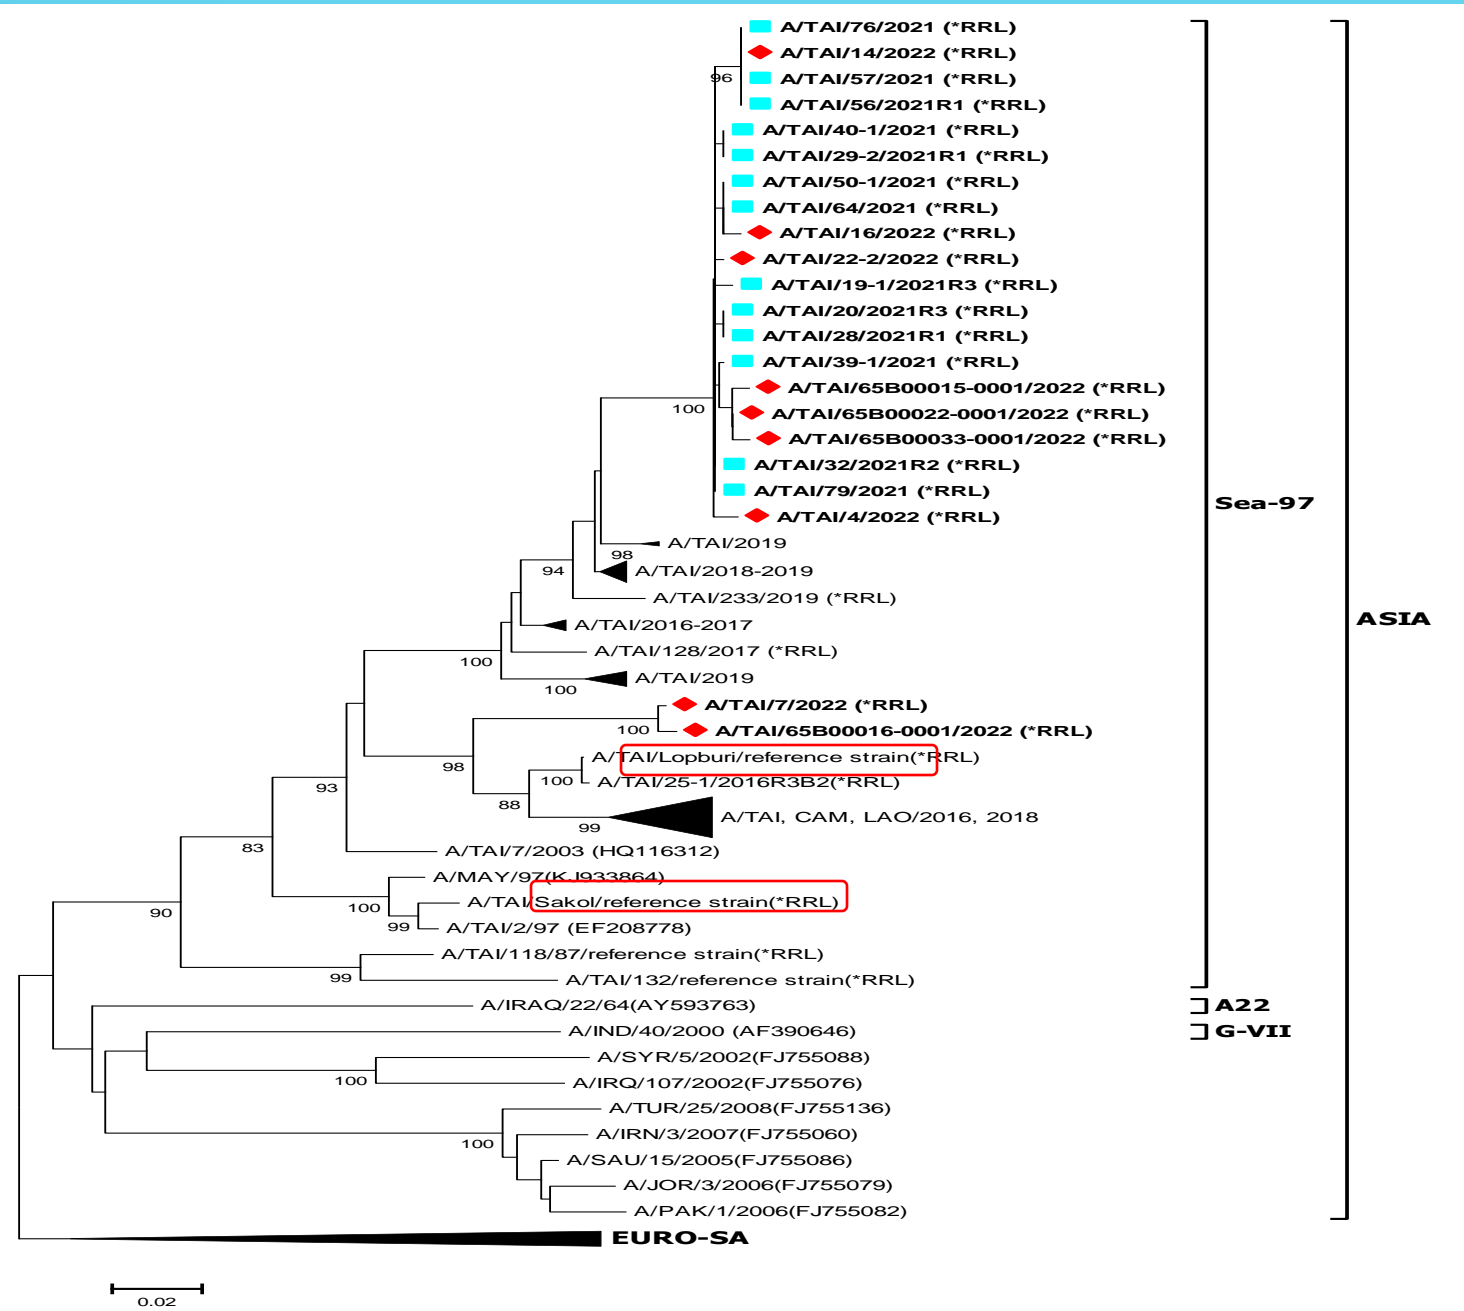 A/TAI/76/2021 (*RRL)
A/TAI/14/2022 (*RRL)
96
A/TAI/57/2021 (*RRL)
A/TAI/56/2021R1 (*RRL)
A/TAI/40-1/2021 (*RRL)
A/TAI/29-2/2021R1 (*RRL)
A/TAI/50-1/2021 (*RRL)
A/TAI/64/2021 (*RRL)
A/TAI/16/2022 (*RRL)
A/TAI/22-2/2022 (*RRL)
A/TAI/19-1/2021R3 (*RRL)
A/TAI/20/2021R3 (*RRL)
A/TAI/28/2021R1 (*RRL)
A/TAI/39-1/2021 (*RRL)
A/TAI/65B00015-0001/2022 (*RRL)
100
A/TAI/65B00022-0001/2022 (*RRL)
A/TAI/65B00033-0001/2022 (*RRL)
A/TAI/32/2021R2 (*RRL)
A/TAI/79/2021 (*RRL)
Sea-97
A/TAI/4/2022 (*RRL)
A/TAI/2019
98
94
A/TAI/2018-2019
A/TAI/233/2019 (*RRL)
ASIA
A/TAI/2016-2017
A/TAI/128/2017 (*RRL)
100
A/TAI/2019
100
A/TAI/7/2022 (*RRL)
100
A/TAI/65B00016-0001/2022 (*RRL)
A/TAI/Lopburi/reference strain(*RRL)
98
100
A/TAI/25-1/2016R3B2(*RRL)
93
88
A/TAI, CAM, LAO/2016, 2018
99
83
A/TAI/7/2003 (HQ116312)
A/MAY/97(KJ933864)
A/TAI/Sakol/reference strain(*RRL)
100
90
99
A/TAI/2/97 (EF208778)
A/TAI/118/87/reference strain(*RRL)
99
A/TAI/132/reference strain(*RRL)
A/IRAQ/22/64(AY593763)
A22
A/IND/40/2000 (AF390646)
G-VII
A/SYR/5/2002(FJ755088)
100
A/IRQ/107/2002(FJ755076)
A/TUR/25/2008(FJ755136)
A/IRN/3/2007(FJ755060)
100
A/SAU/15/2005(FJ755086)
A/JOR/3/2006(FJ755079)
A/PAK/1/2006(FJ755082)
EURO-SA
0.02